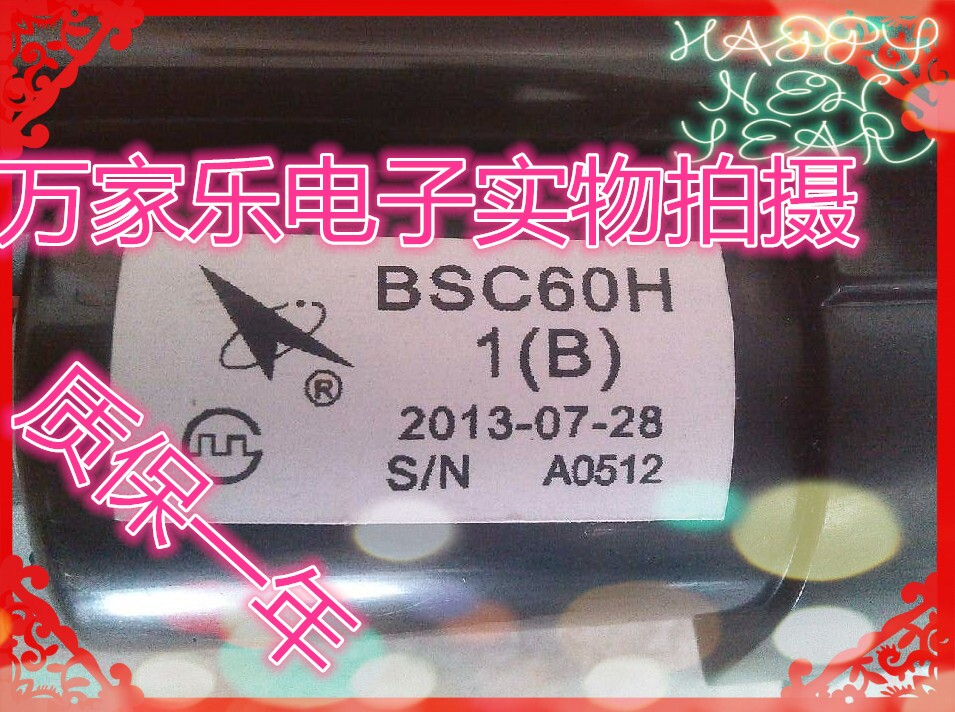 HAPPY
NEW
YEAR
万家乐电子实物拍摄
BSC60H
1(B)
®
2013-07-28
S/N A0512
质保一年